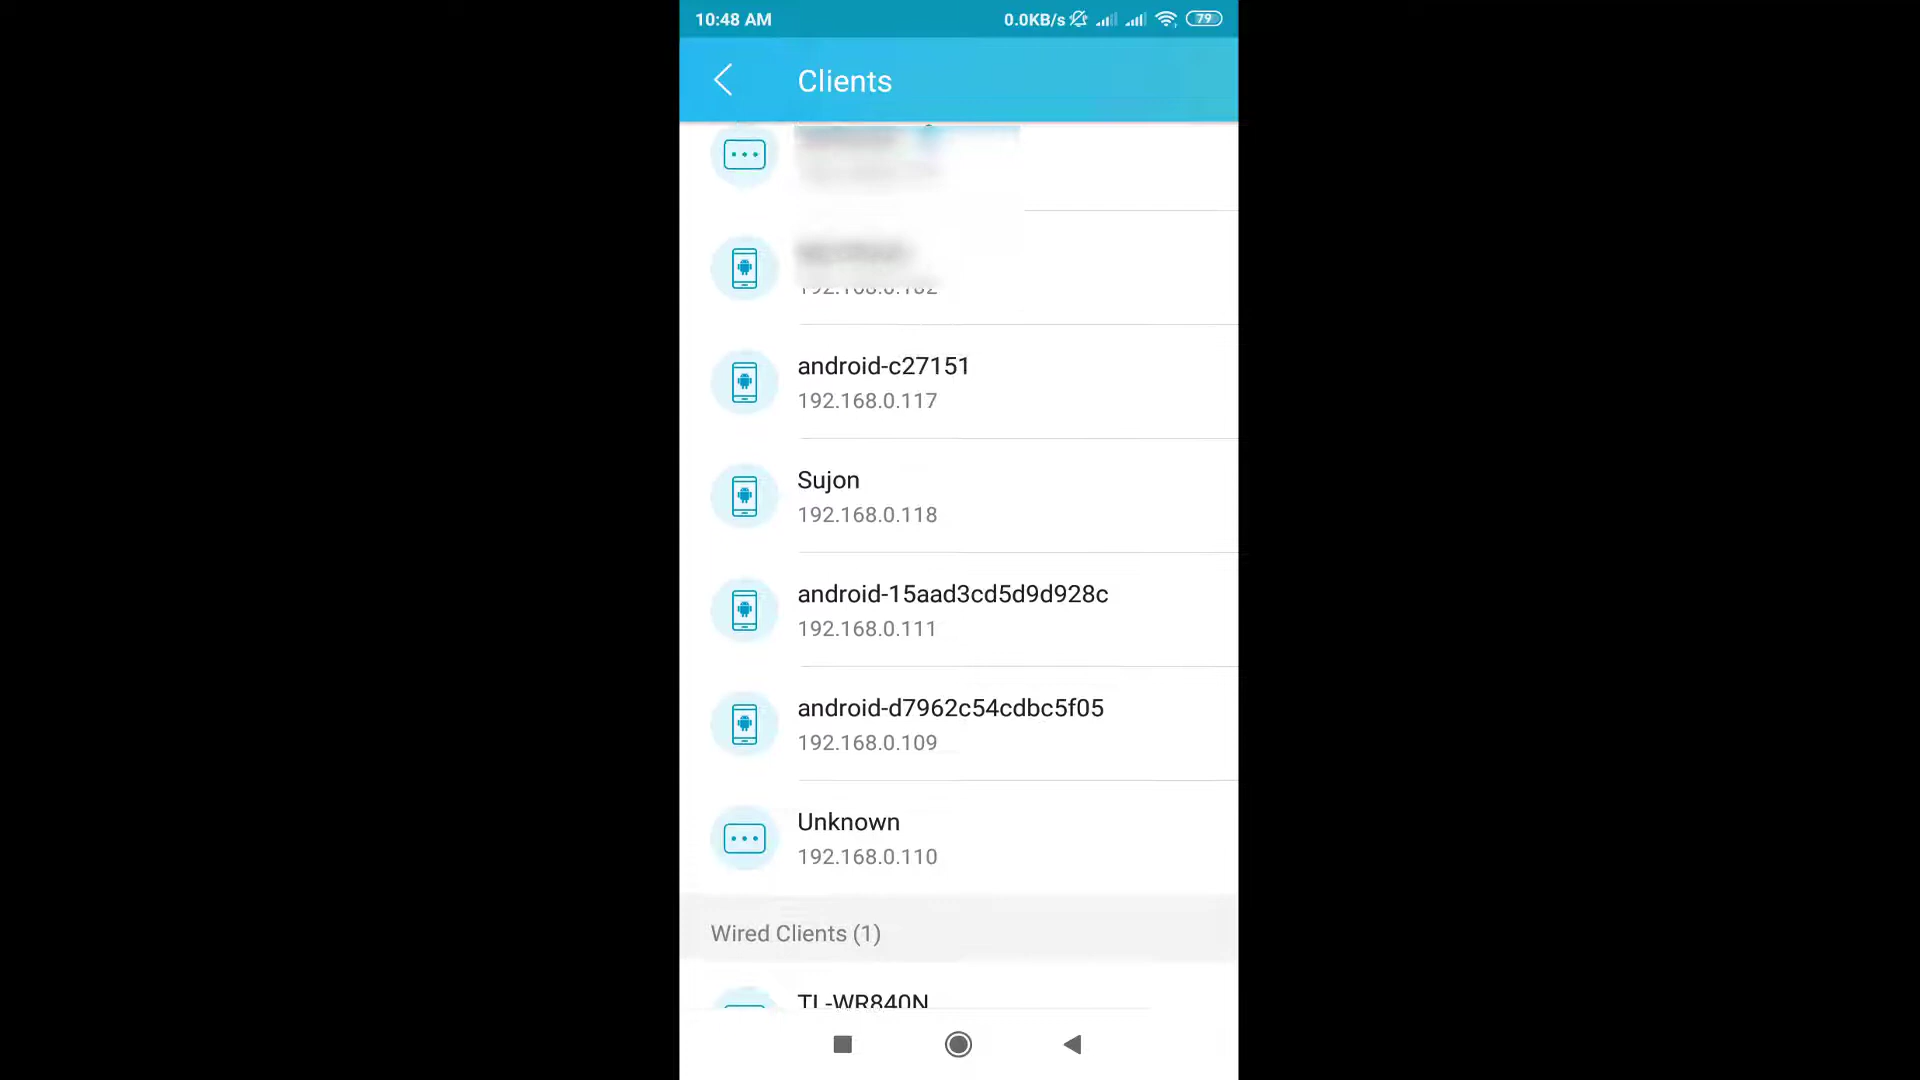 10:48 AM
0.0KB/s
79
Clients
android-c27151
192.168.0.117
Sujon
192.168.0.118
android-15aad3cd5d9d928c
192.168.0.111
android-d7962c54cdbc5f05
192.168.0.109
Unknown
192.168.0.110
Wired Clients (1)
TL-WR840N